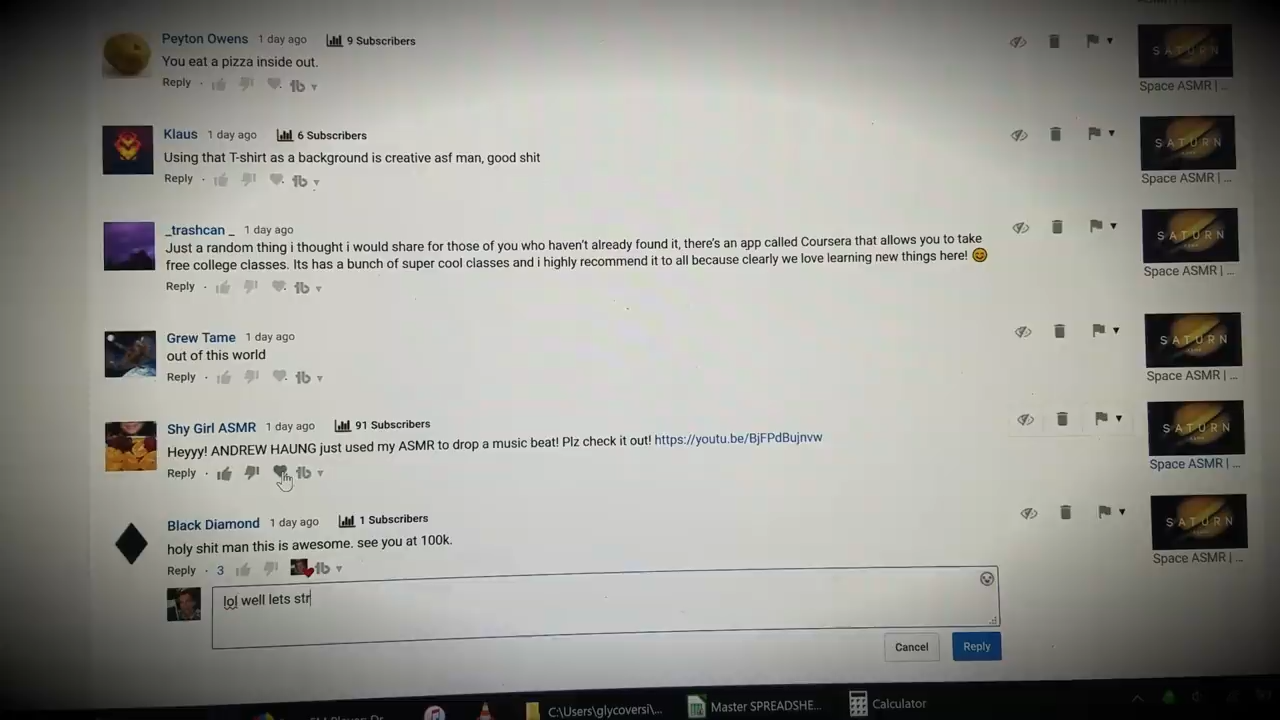 Peyton Owens 1 day ago 9 Subscribers
You eat a pizza inside out.
Reply
SATURN
Space ASMR | ...
Klaus 1 day ago 6 Subscribers
Using that T-shirt as a background is creative asf man, good shit
Reply
SATURN
Space ASMR | ...
_trashcan _ 1 day ago
Just a random thing i thought i would share for those of you who haven't already found it, there's an app called Coursera that allows you to take
free college classes. Its has a bunch of super cool classes and i highly recommend it to all because clearly we love learning new things here!
Reply
SATURN
Space ASMR | ...
Grew Tame 1 day ago
out of this world
Reply
SATURN
Space ASMR | ...
Shy Girl ASMR 1 day ago 91 Subscribers
Heyyy! ANDREW HAUNG just used my ASMR to drop a music beat! Plz check it out! https://youtu.be/BjFPdBujnvw
Reply
SATURN
Space ASMR | ...
Black Diamond 1 day ago 1 Subscribers
holy shit man this is awesome. see you at 100k.
Reply · 3
SATURN
Space ASMR | ...
lol well lets str
Cancel Reply
C:\Users\glycoversi\... Master SPREADSHE... Calculator